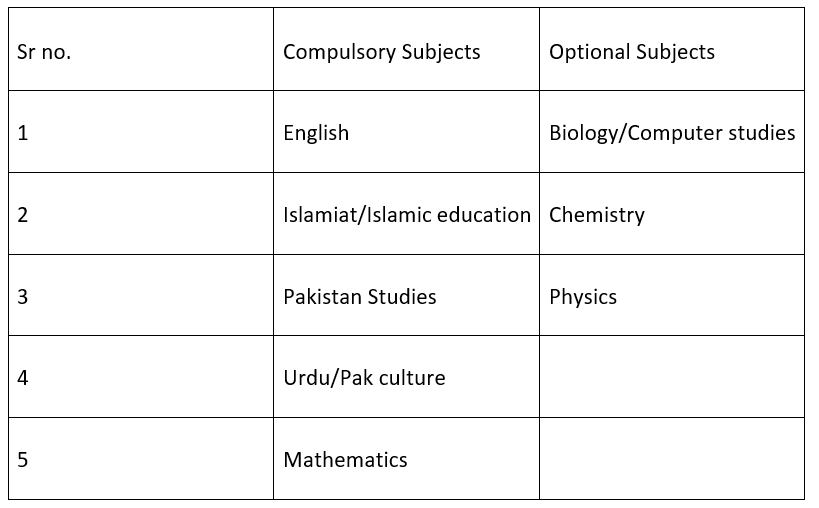 Sr no. Compulsory Subjects Optional Subjects
1 English Biology/Computer studies
2 Islamiat/Islamic education Chemistry
3 Pakistan Studies Physics
4 Urdu/Pak culture
5 Mathematics